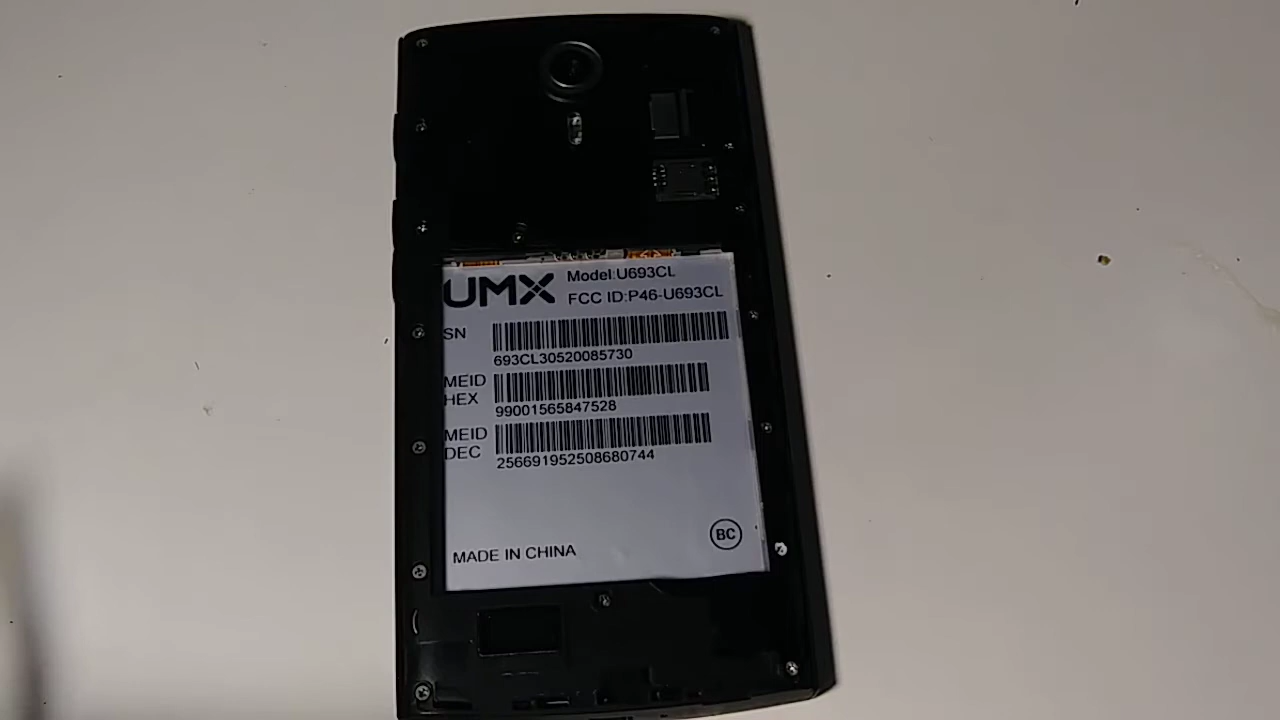 UMX
Model:U693CL
FCC ID:P46-U693CL
SN
693CL30520085730
MEID
HEX
99001565847528
MEID
DEC
256691952508680744
BC
MADE IN CHINA